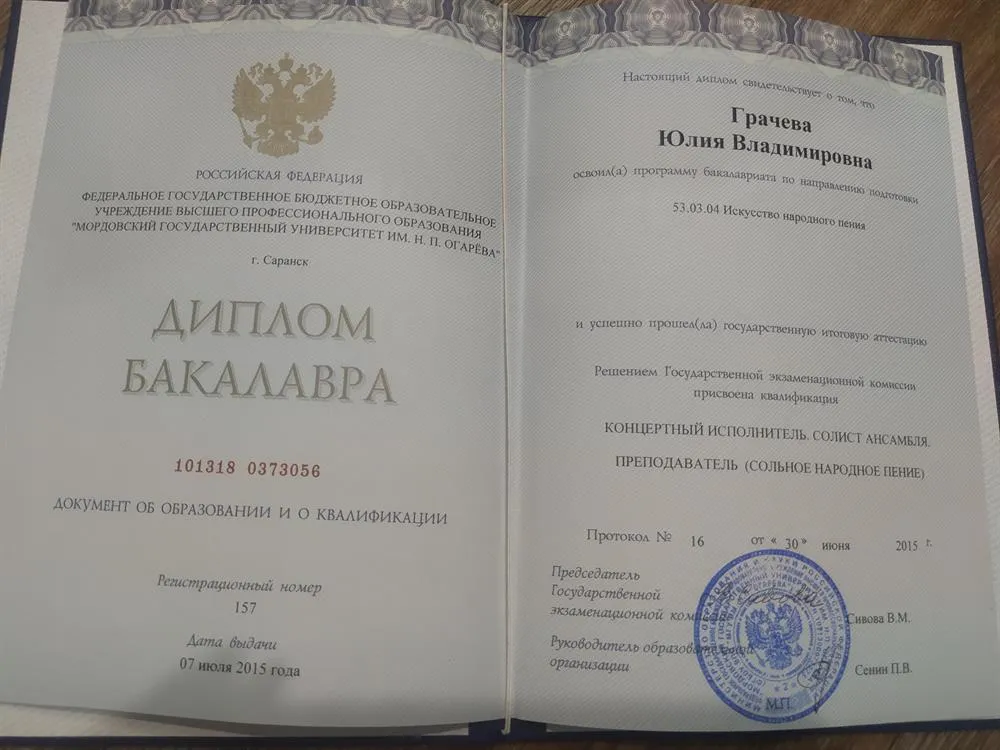 РОССИЙСКАЯ ФЕДЕРАЦИЯ
ФЕДЕРАЛЬНОЕ ГОСУДАРСТВЕННОЕ БЮДЖЕТНОЕ ОБРАЗОВАТЕЛЬНОЕ
УЧРЕЖДЕНИЕ ВЫСШЕГО ПРОФЕССИОНАЛЬНОГО ОБРАЗОВАНИЯ
"МОРДОВСКИЙ ГОСУДАРСТВЕННЫЙ УНИВЕРСИТЕТ ИМ. Н. П. ОГАРЁВА"
г. Саранск
ДИПЛОМ
БАКАЛАВРА
101318 0373056
ДОКУМЕНТ ОБ ОБРАЗОВАНИИ И О КВАЛИФИКАЦИИ
Регистрационный номер
157
Дата выдачи
07 июля 2015 года
Настоящий диплом свидетельствует о том, что
Грачева
Юлия Владимировна
освоил(а) программу бакалавриата по направлению подготовки
53.03.04 Искусство народного пения
и успешно прошел(ла) государственную итоговую аттестацию
Решением Государственной экзаменационной комиссии
присвоена квалификация
КОНЦЕРТНЫЙ ИСПОЛНИТЕЛЬ. СОЛИСТ АНСАМБЛЯ.
ПРЕПОДАВАТЕЛЬ (СОЛЬНОЕ НАРОДНОЕ ПЕНИЕ)
Протокол № 16 от « 30 » июня 2015 г.
Председатель
Государственной
экзаменационной комиссии Сивова В.М.
Руководитель образовательной
организации Сенин П.В.
М.П.